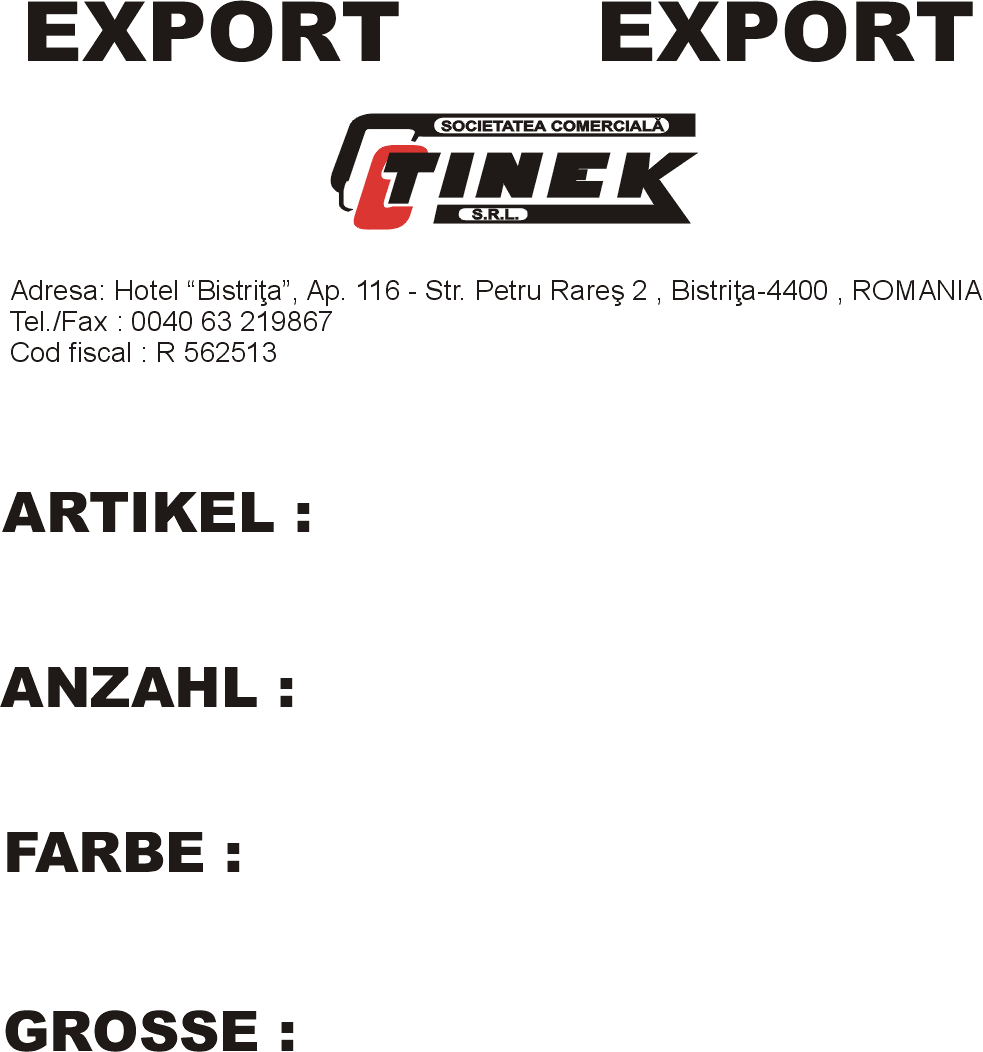 EXPORT EXPORT
SOCIETATEA COMERCIALĂ
TINEK
S.R.L.
Adresa: Hotel “Bistriţa”, Ap. 116 - Str. Petru Rareş 2 , Bistriţa-4400 , ROMANIA
Tel./Fax : 0040 63 219867
Cod fiscal : R 562513
ARTIKEL :
ANZAHL :
FARBE :
GROSSE :